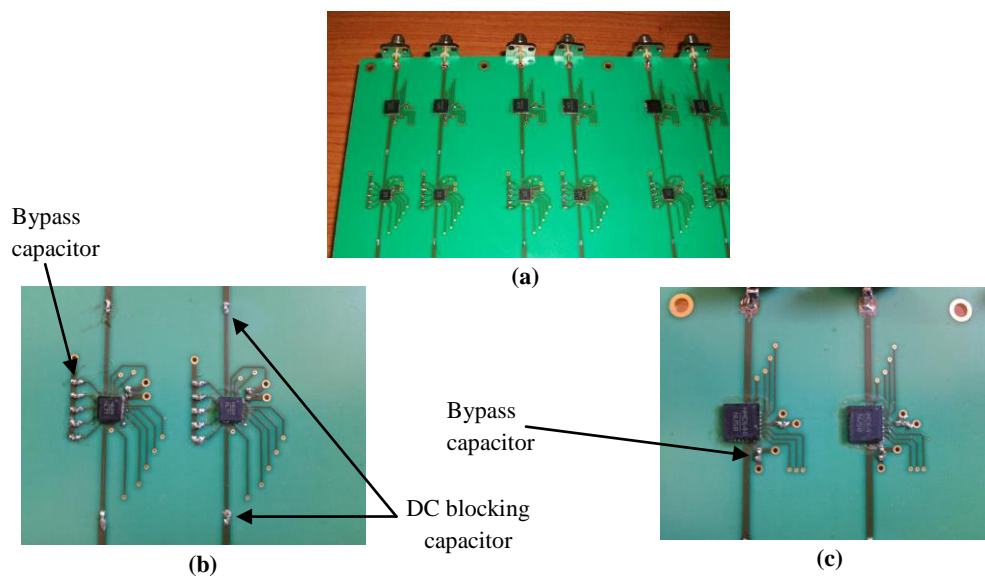 (a)
Bypass
capacitor
Bypass
capacitor
DC blocking
capacitor
(b)
(c)